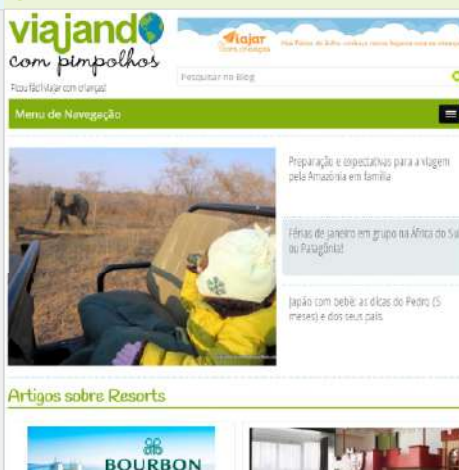 viajando
com pimpolhos
Ficou fácil viajar com crianças!
Viajar
com crianças
Pesquisar no Blog
Menu de Navegação
Preparação e expectativas para a viagem
pela Amazônia em família
Férias de janeiro em grupo na África do Sul
ou Patagônia!
Japão com bebê: as dicas do Pedro (5
meses) e dos seus pais
Artigos sobre Resorts
BOURBON